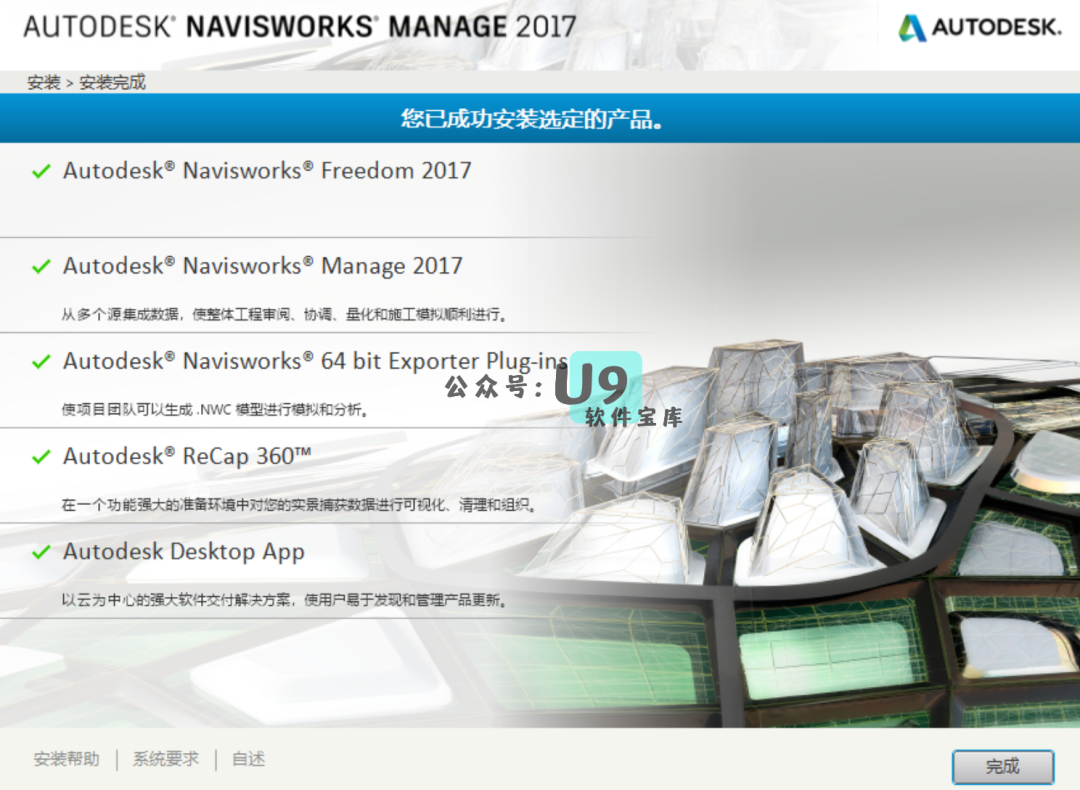 AUTODESK® NAVISWORKS® MANAGE 2017
AUTODESK.
安装 > 安装完成
您已成功安装选定的产品。
Autodesk® Navisworks® Freedom 2017
Autodesk® Navisworks® Manage 2017
从多个源集成数据，使整体工程审阅、协调、量化和施工模拟顺利进行。
Autodesk® Navisworks® 64 bit Exporter Plug-ins
公众号：U9
软件宝库
使项目团队可以生成 .NWC 模型进行模拟和分析。
Autodesk® ReCap 360™
在一个功能强大的准备环境中对您的实景捕获数据进行可视化、清理和组织。
Autodesk Desktop App
以云为中心的强大软件交付解决方案，使用户易于发现和管理产品更新。
安装帮助 | 系统要求 | 自述
完成